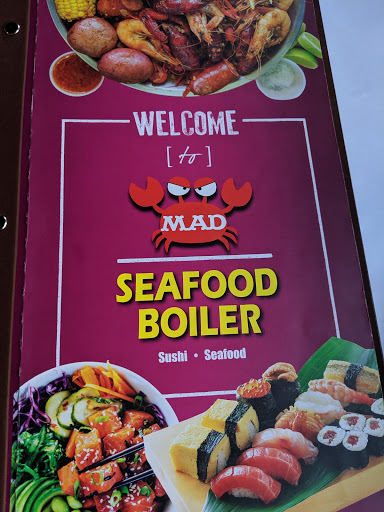 WELCOME
[to]
MAD
SEAFOOD
BOILER
Sushi • Seafood